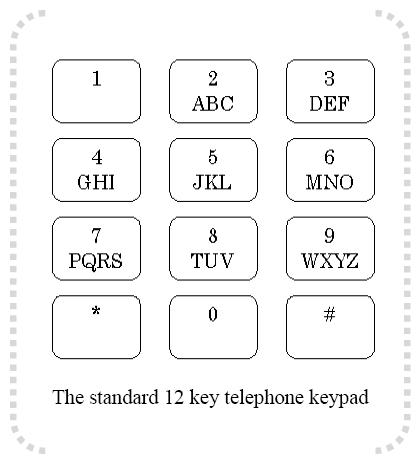 1 2 3
ABC DEF
4 5 6
GHI JKL MNO
7 8 9
PQRS TUV WXYZ
* 0 #
The standard 12 key telephone keypad